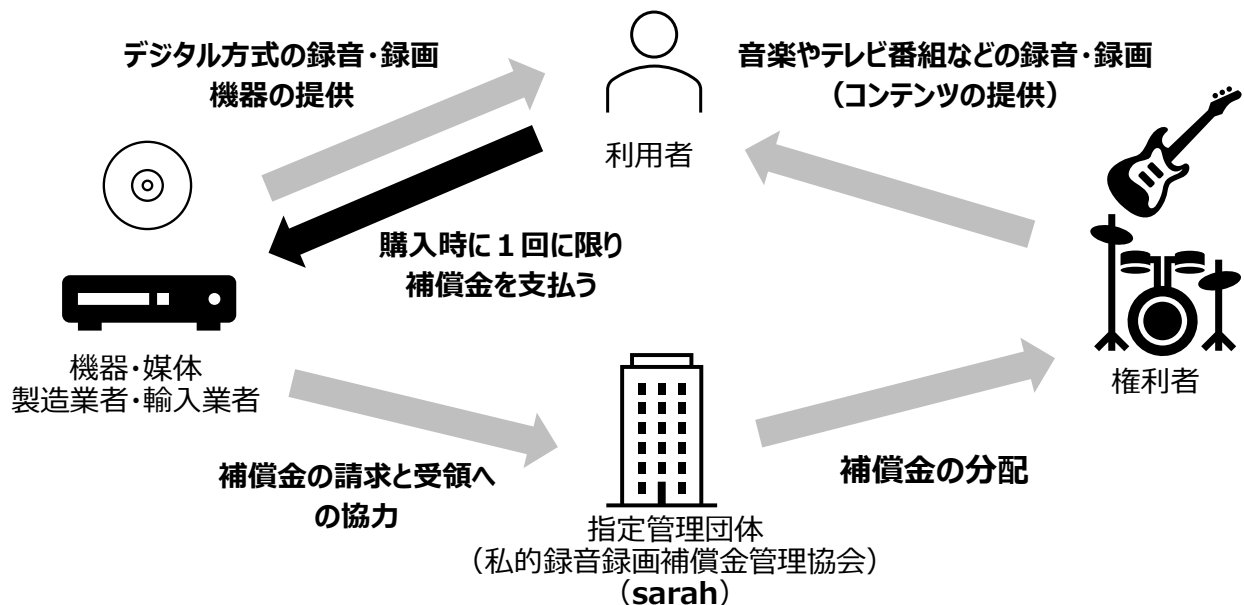 デジタル方式の録音・録画
機器の提供
音楽やテレビ番組などの録音・録画
（コンテンツの提供）
利用者
購入時に１回に限り
補償金を支払う
機器・媒体
製造業者・輸入業者
権利者
補償金の請求と受領へ
の協力
補償金の分配
指定管理団体
（私的録音録画補償金管理協会）
（sarah）